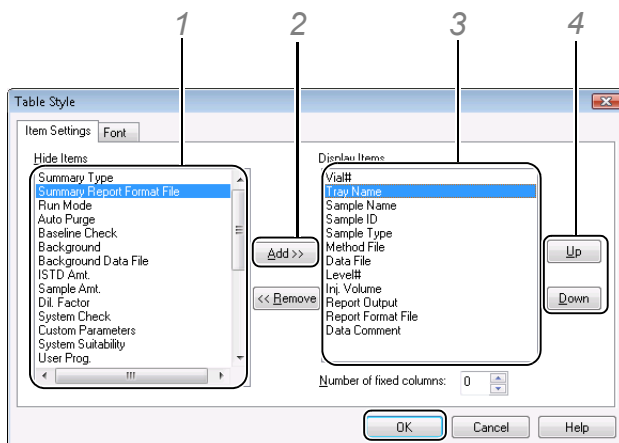 1 2 3 4
Table Style
Item Settings Font
Hide Items
Summary Type
Summary Report Format File
Run Mode
Auto Purge
Baseline Check
Background
Background Data File
ISTD Amt.
Sample Amt.
Dil. Factor
System Check
Custom Parameters
System Suitability
User Prog.
Add >>
<< Remove
Display Items
Vial#
Tray Name
Sample Name
Sample ID
Sample Type
Method File
Data File
Level#
Inj. Volume
Report Output
Report Format File
Data Comment
Up
Down
Number of fixed columns: 0
OK Cancel Help